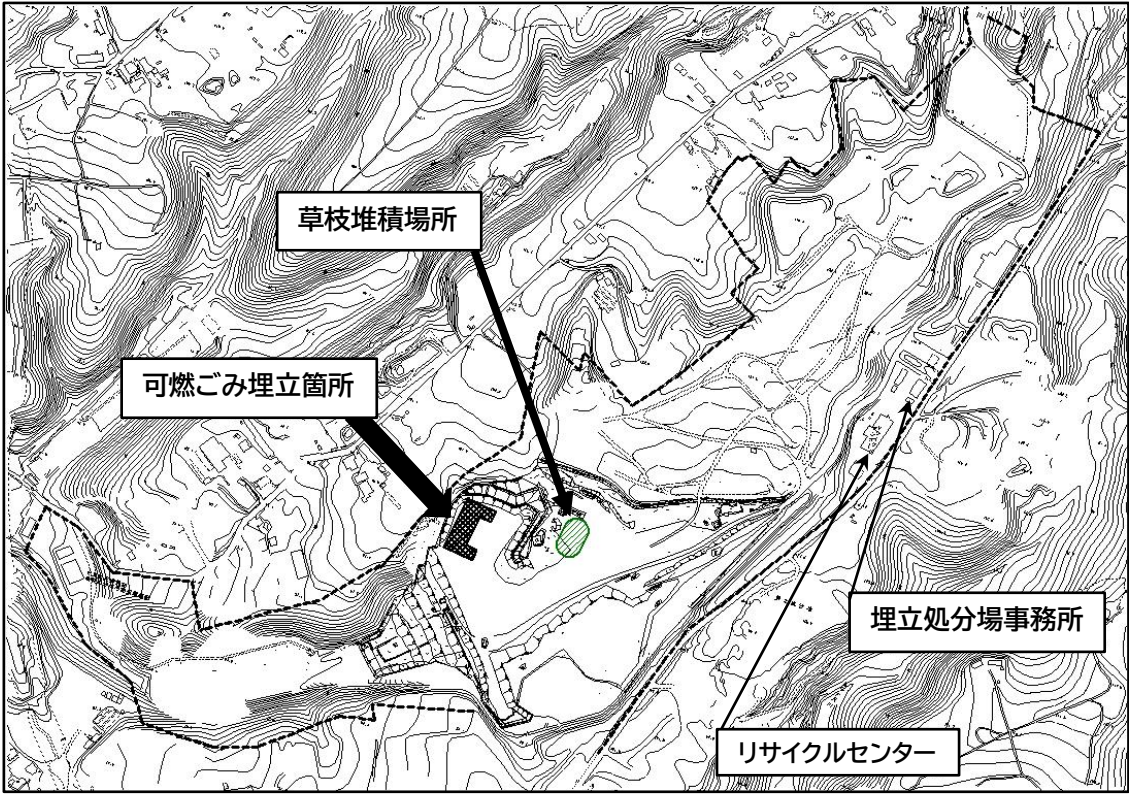 草枝堆積場所
可燃ごみ埋立箇所
埋立処分場事務所
リサイクルセンター